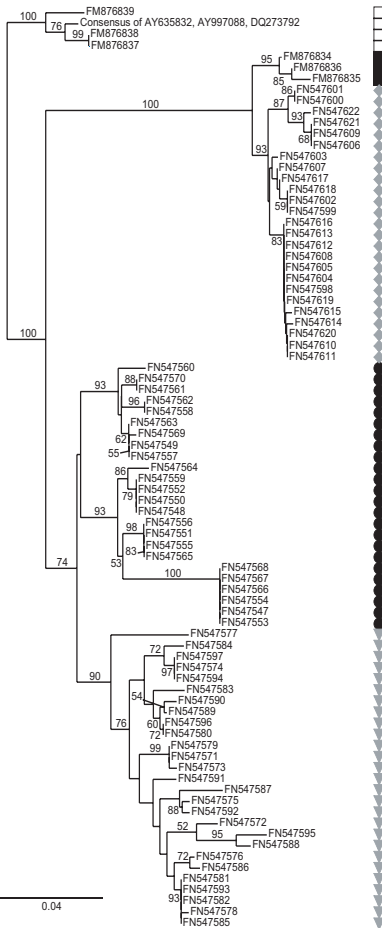 FM876839
100
Consensus of AY635832, AY997088, DQ273792
76
FM876838
99
FM876837
FM876834
95
FM876836
85
FM876835
86
FN547601
FN547600
100
87
FN547622
93
FN547621
FN547609
68
FN547606
93
FN547603
FN547607
FN547617
FN547618
59
FN547602
FN547599
FN547616
83
FN547613
FN547612
FN547608
FN547605
FN547604
FN547598
FN547619
FN547615
FN547614
FN547620
100
FN547610
FN547611
FN547560
93
88
FN547570
FN547561
96
FN547562
FN547558
FN547563
62
FN547569
55
FN547549
FN547557
FN547564
86
FN547559
79
FN547552
FN547550
93
FN547548
FN547556
98
FN547551
83
FN547555
53
FN547565
74
FN547568
100
FN547567
FN547566
FN547554
FN547547
FN547553
FN547577
90
FN547584
72
FN547597
97
FN547574
FN547594
FN547583
54
FN547590
FN547589
76
60
FN547596
72
FN547580
FN547579
99
FN547571
FN547573
FN547591
FN547587
FN547575
88
FN547592
52
FN547572
95
FN547595
FN547588
72
FN547576
FN547586
FN547581
93
FN547593
FN547582
FN547578
FN547585
0.04